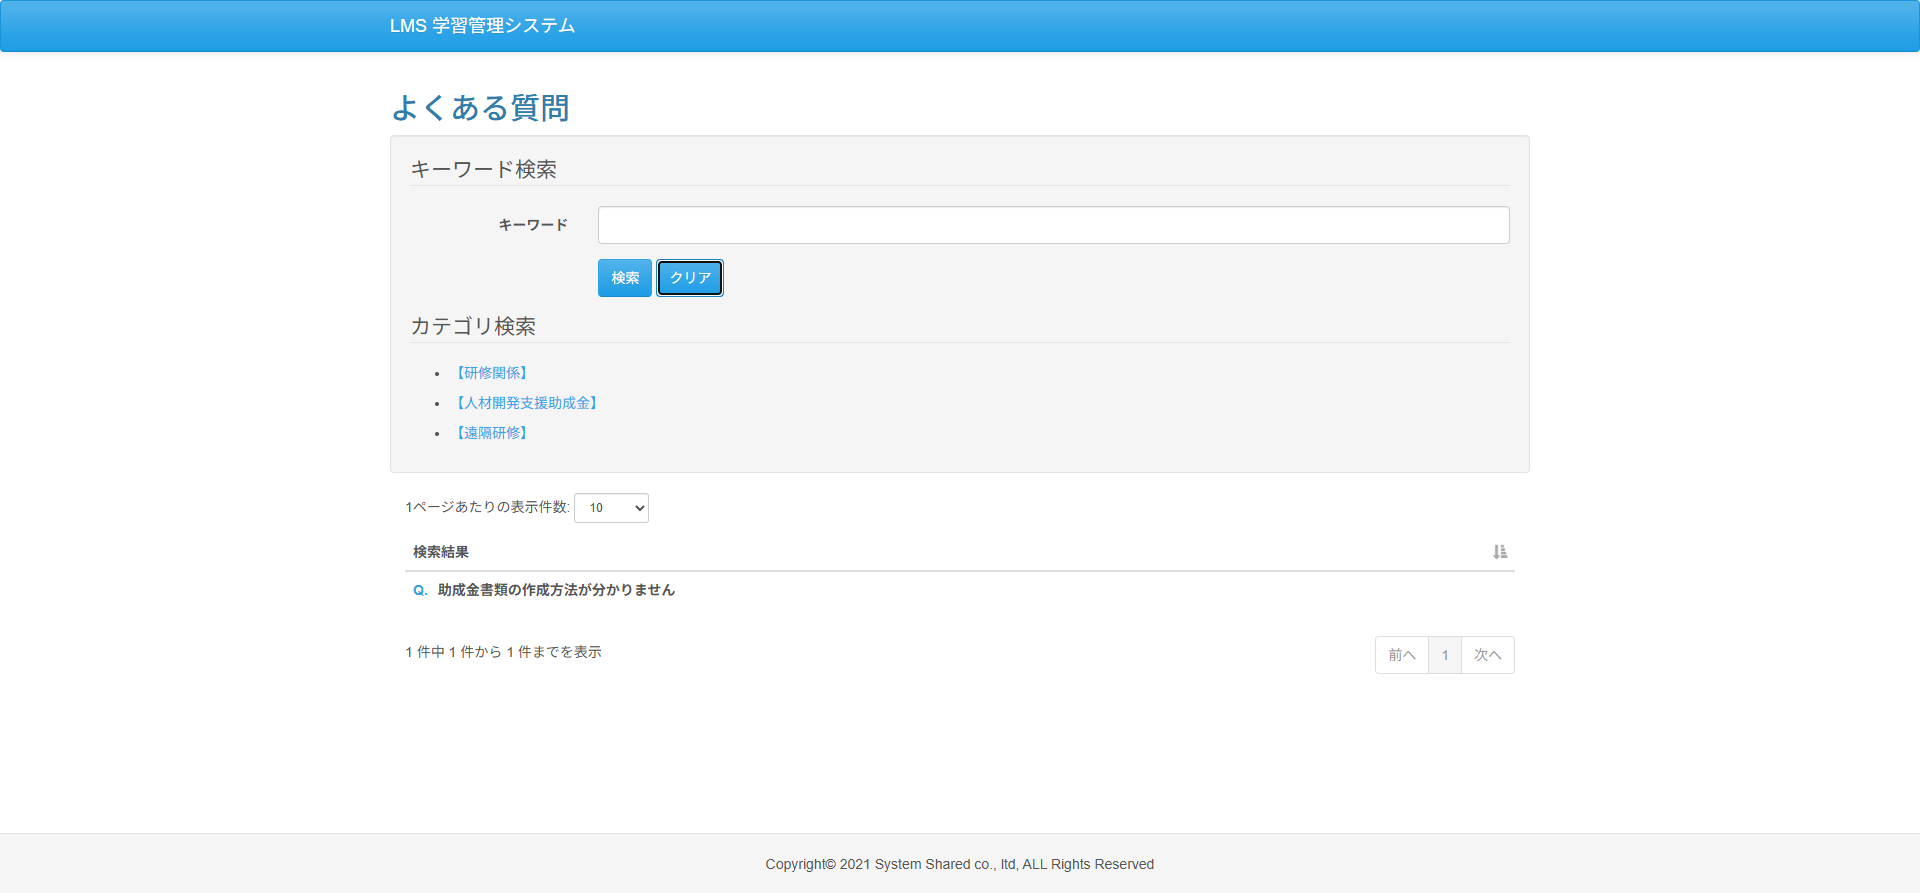 LMS 学習管理システム
よくある質問
キーワード検索
キーワード
検索 クリア
カテゴリ検索
【研修関係】
【人材開発支援助成金】
【遠隔研修】
1ページあたりの表示件数: 10
検索結果
Q. 助成金書類の作成方法が分かりません
1 件中 1 件から 1 件までを表示
前へ 1 次へ
Copyright© 2021 System Shared co., ltd, ALL Rights Reserved